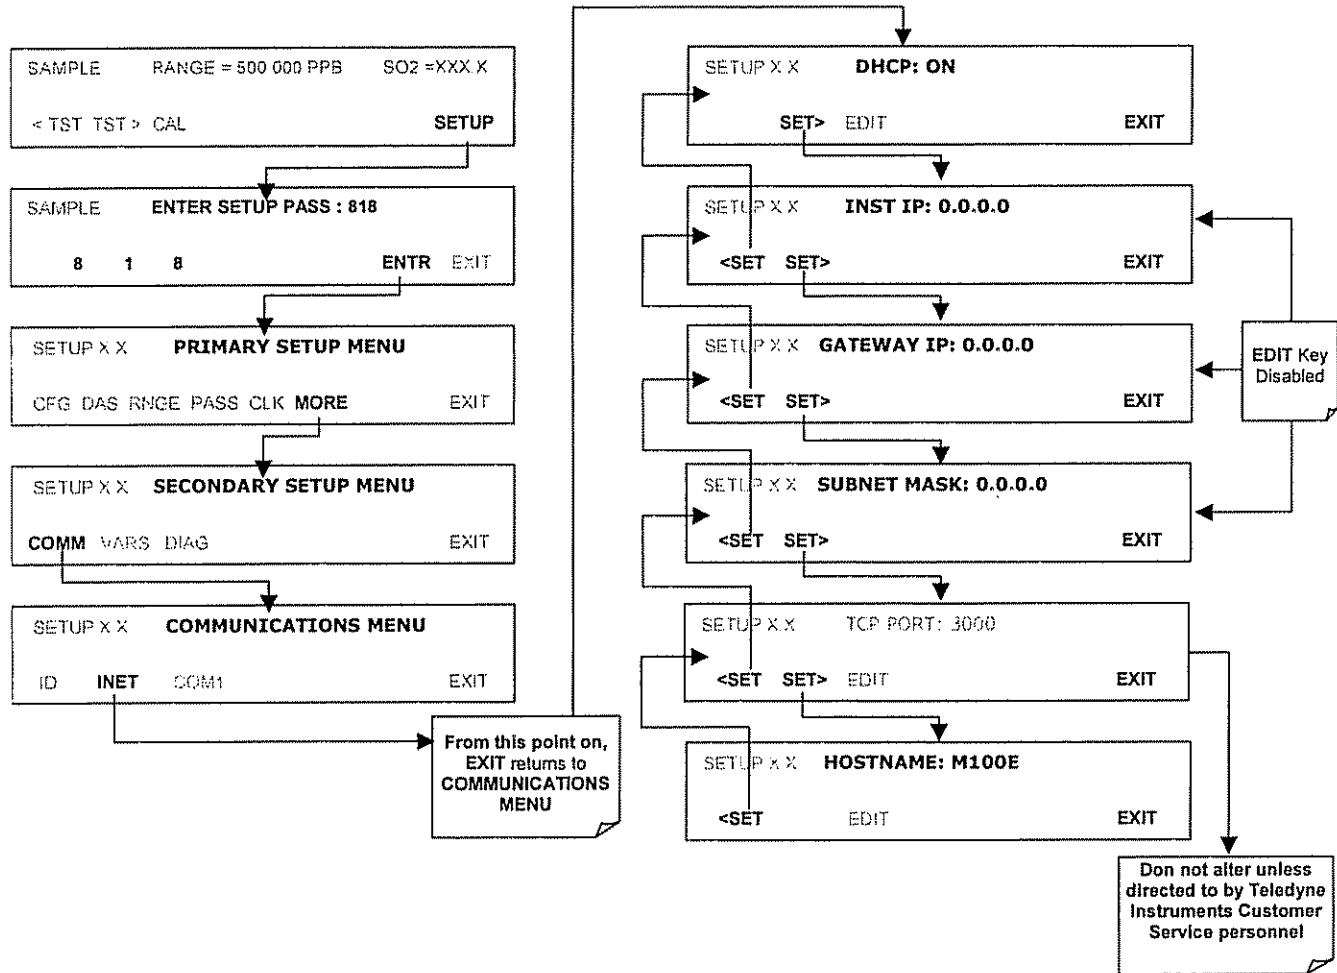 SAMPLE RANGE = 500 000 PPB SO2 =XXX.X
< TST TST > CAL SETUP
SAMPLE ENTER SETUP PASS : 818
8 1 8 ENTR EXIT
SETUP X X PRIMARY SETUP MENU
CFG DAS RNGE PASS CLK MORE EXIT
SETUP X X SECONDARY SETUP MENU
COMM VARS DIAG EXIT
SETUP X X COMMUNICATIONS MENU
ID INET COM1 EXIT
From this point on,
EXIT returns to
COMMUNICATIONS
MENU
SETUP X X DHCP: ON
SET> EDIT EXIT
SETUP X X INST IP: 0.0.0.0
<SET SET> EXIT
SETUP X X GATEWAY IP: 0.0.0.0
<SET SET> EXIT
EDIT Key
Disabled
SETUP X X SUBNET MASK: 0.0.0.0
<SET SET> EXIT
SETUP X.X TCP PORT: 3000
<SET SET> EDIT EXIT
SETUP X X HOSTNAME: M100E
<SET EDIT EXIT
Don not alter unless
directed to by Teledyne
Instruments Customer
Service personnel